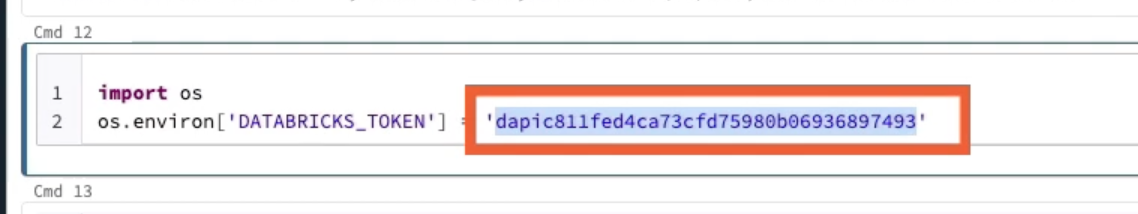 Cmd 12
1 import os
2 os.environ['DATABRICKS_TOKEN'] = 'dapic811fed4ca73cfd75980b06936897493'
Cmd 13